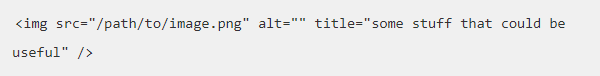 <img src="/path/to/image.png" alt="" title="some stuff that could be
useful" />